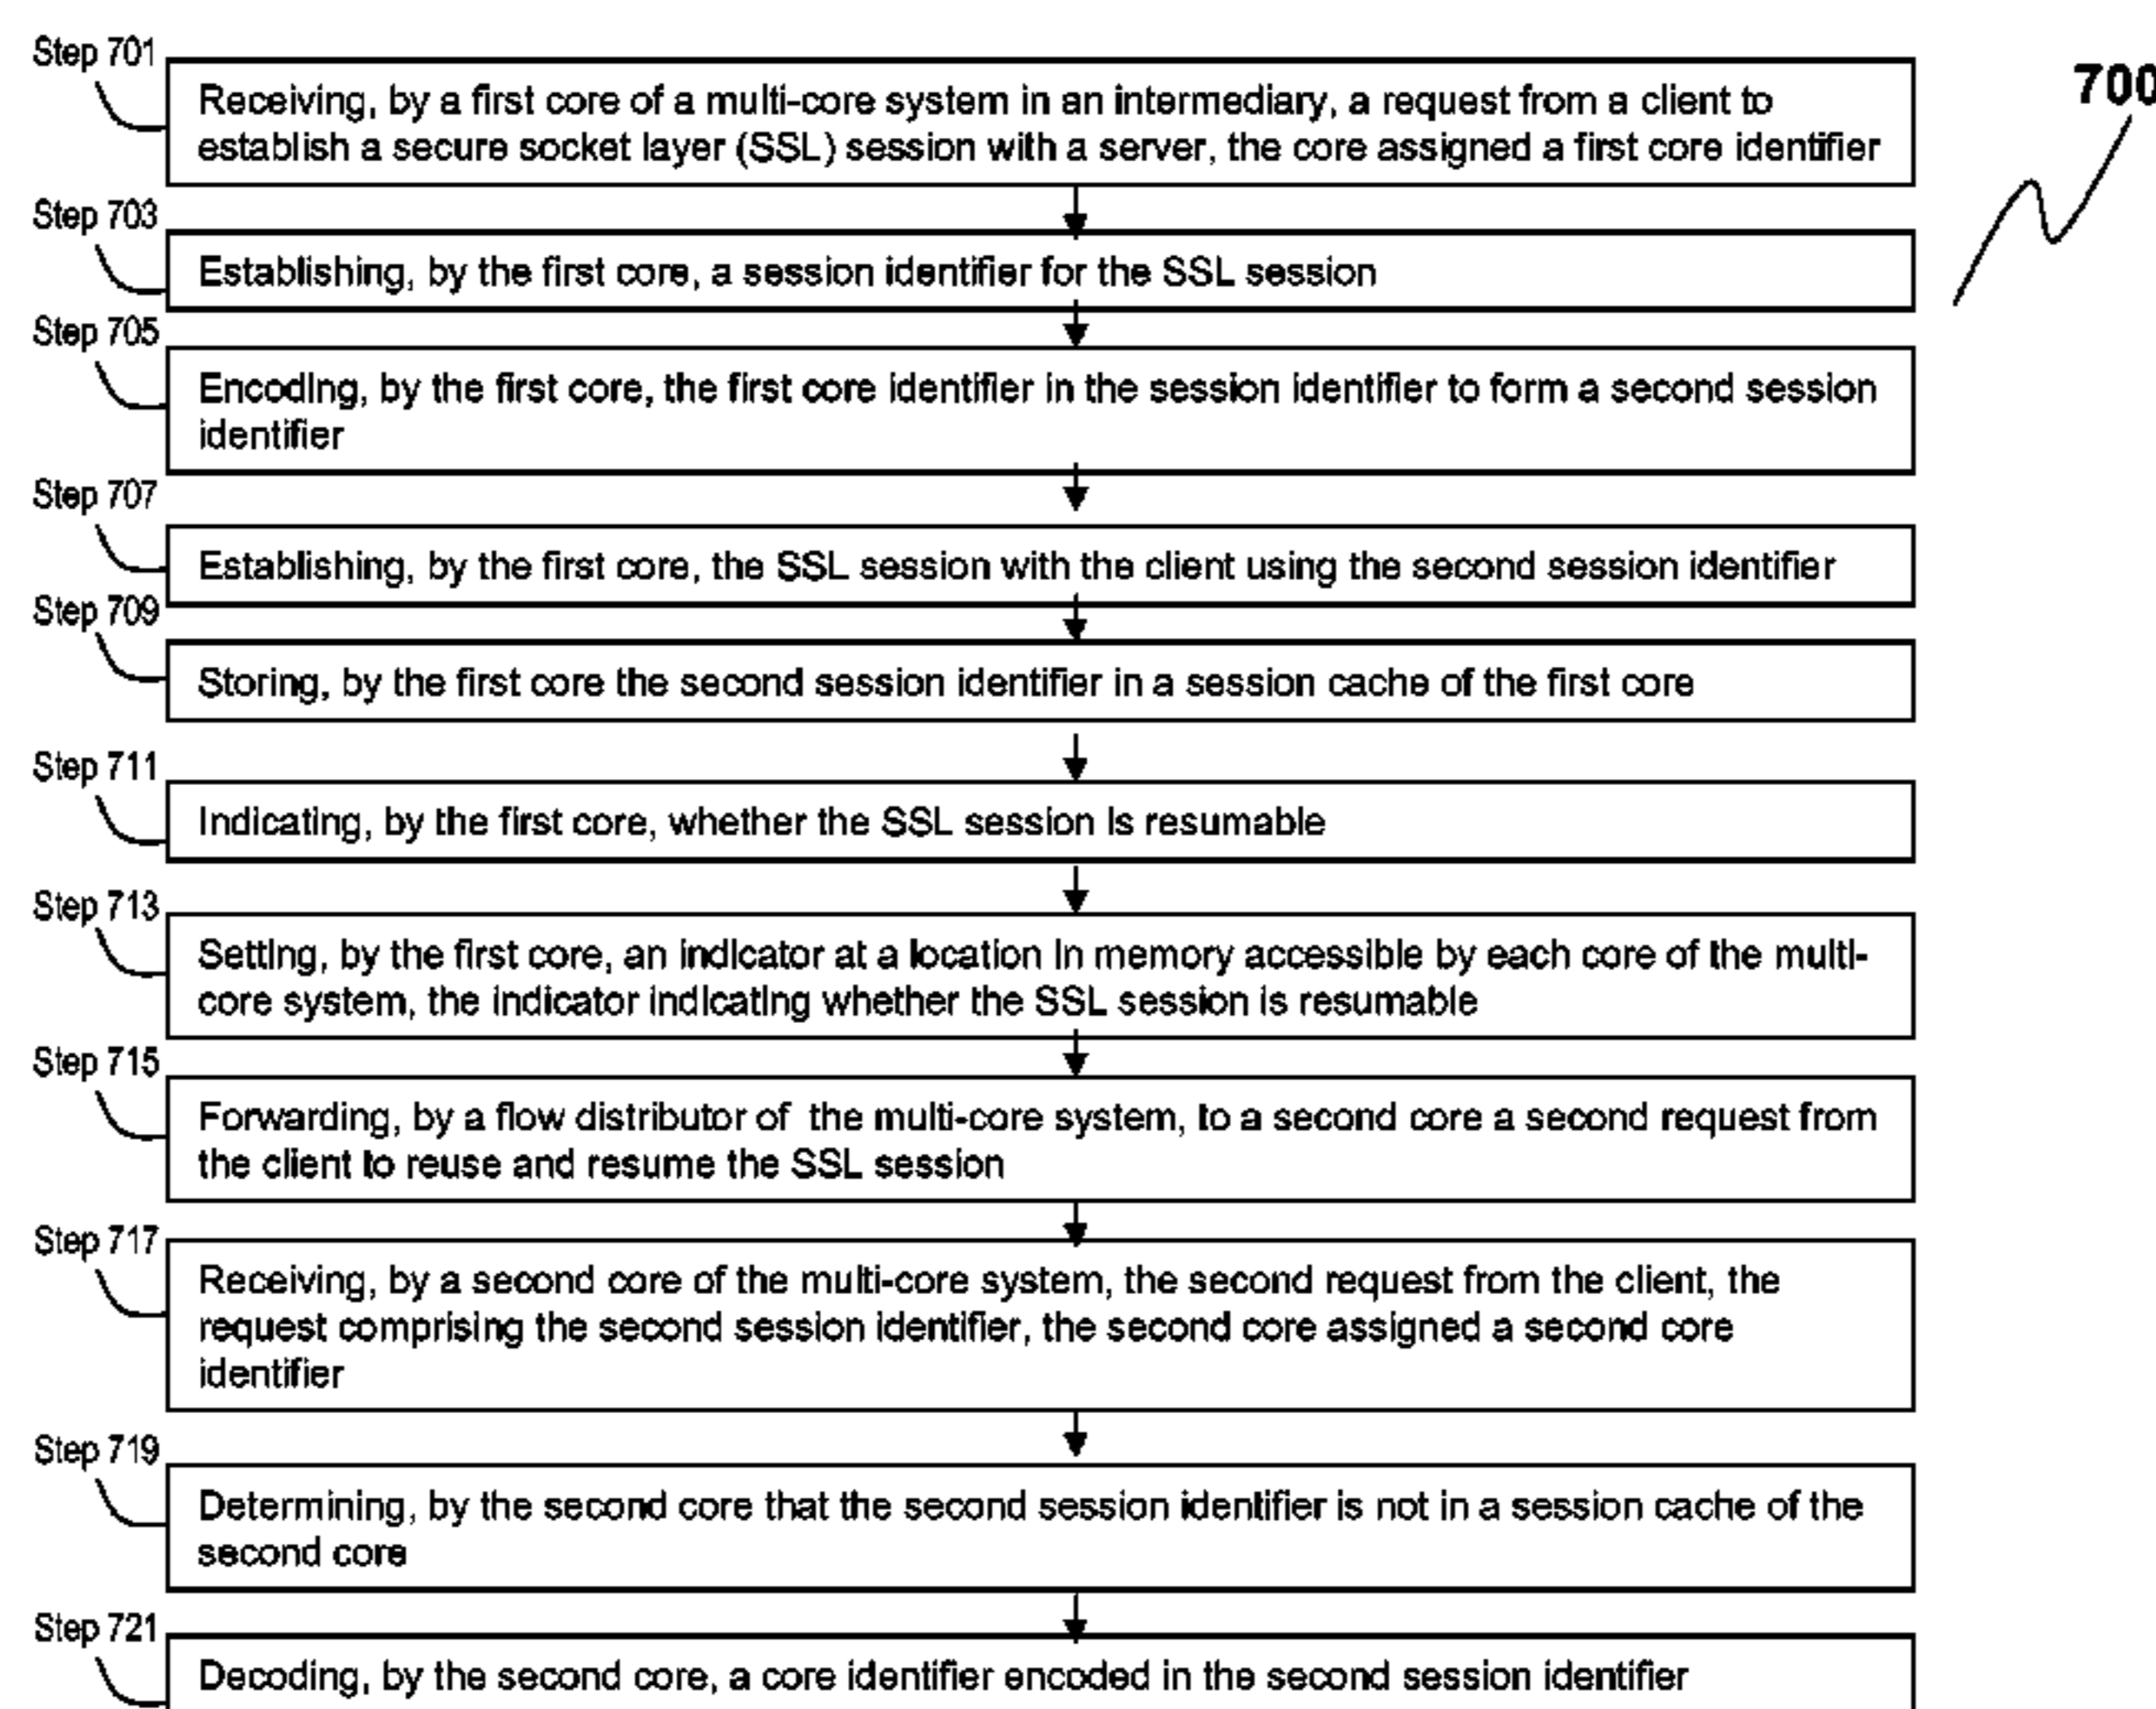 Step 701
700
Receiving, by a first core of a multi-core system in an intermediary, a request from a client to
establish a secure socket layer (SSL) session with a server, the core assigned a first core identifier
Step 703
Establishing, by the first core, a session identifier for the SSL session
Step 705
Encoding, by the first core, the first core identifier in the session identifier to form a second session
identifier
Step 707
Establishing, by the first core, the SSL session with the client using the second session identifier
Step 709
Storing, by the first core the second session identifier in a session cache of the first core
Step 711
Indicating, by the first core, whether the SSL session is resumable
Step 713
Setting, by the first core, an indicator at a location in memory accessible by each core of the multi-
core system, the indicator indicating whether the SSL session is resumable
Step 715
Forwarding, by a flow distributor of the multi-core system, to a second core a second request from
the client to reuse and resume the SSL session
Step 717
Receiving, by a second core of the multi-core system, the second request from the client, the
request comprising the second session identifier, the second core assigned a second core
identifier
Step 719
Determining, by the second core that the second session identifier is not in a session cache of the
second core
Step 721
Decoding, by the second core, a core identifier encoded in the second session identifier